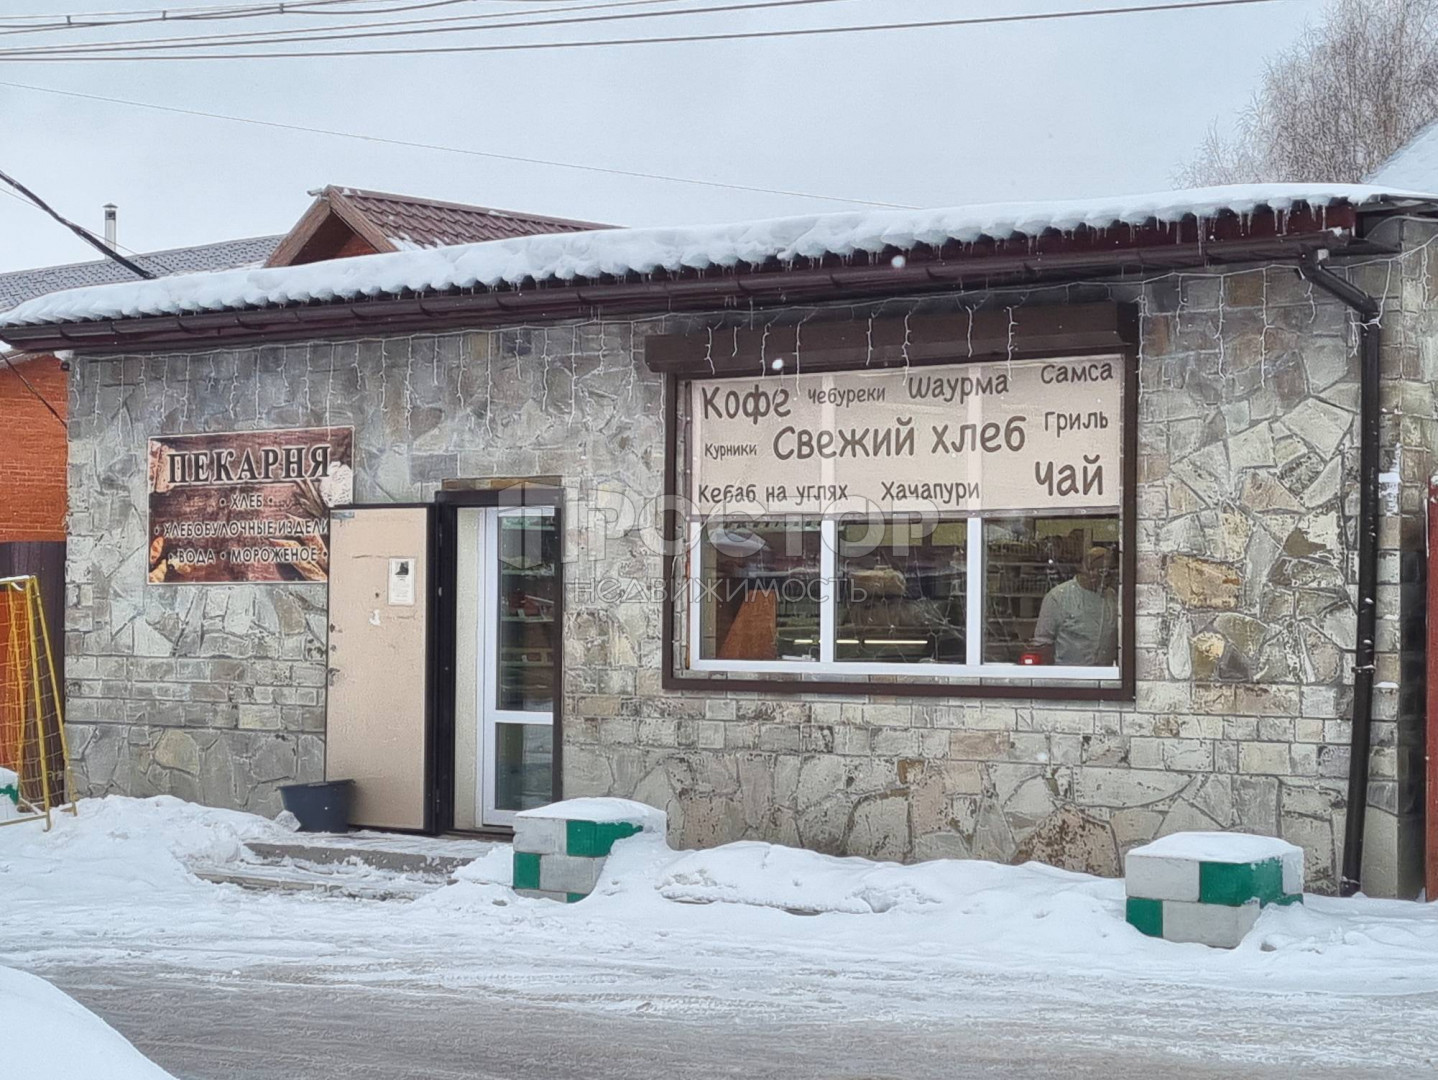 ПЕКАРНЯ
• ХЛЕБ •
• ХЛЕБОБУЛОЧНЫЕ ИЗДЕЛИ
• ВОДА • МОРОЖЕНОЕ •
Кофе чебуреки шаурма Самса
Курники Свежий хлеб Гриль
Кебаб на углях Хачапури Чай
ПРОСТОР
НЕДВИЖИМОСТЬ